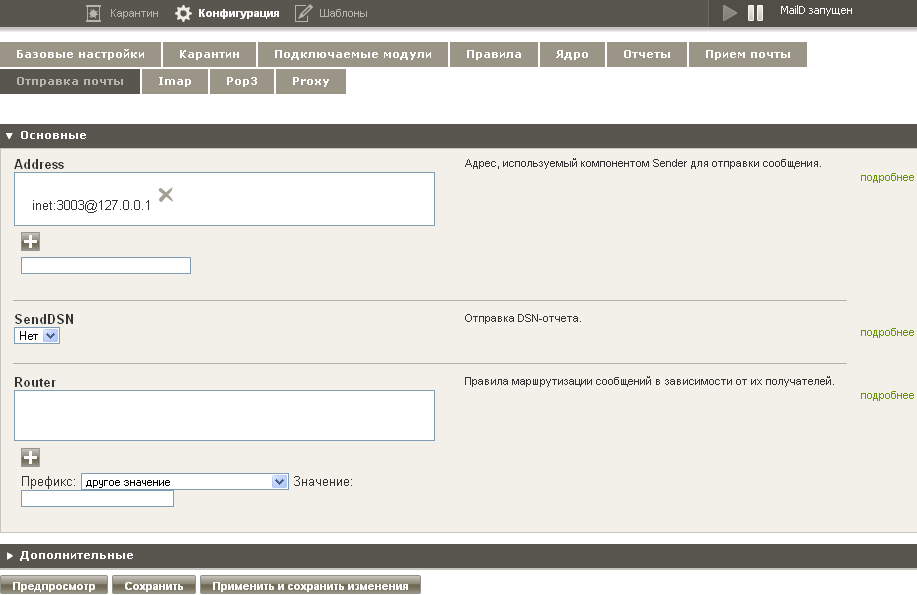 Карантин Конфигурация Шаблоны MailD запущен
Базовые настройки Карантин Подключаемые модули Правила Ядро Отчеты Прием почты
Отправка почты Imap Pop3 Proxy
Основные
Address Адрес, используемый компонентом Sender для отправки сообщения.
подробнее
inet:3003@127.0.0.1
SendDSN Отправка DSN-отчета.
Нет подробнее
Router Правила маршрутизации сообщений в зависимости от их получателей.
подробнее
Префикс: другое значение Значение:
Дополнительные
Предпросмотр Сохранить Применить и сохранить изменения